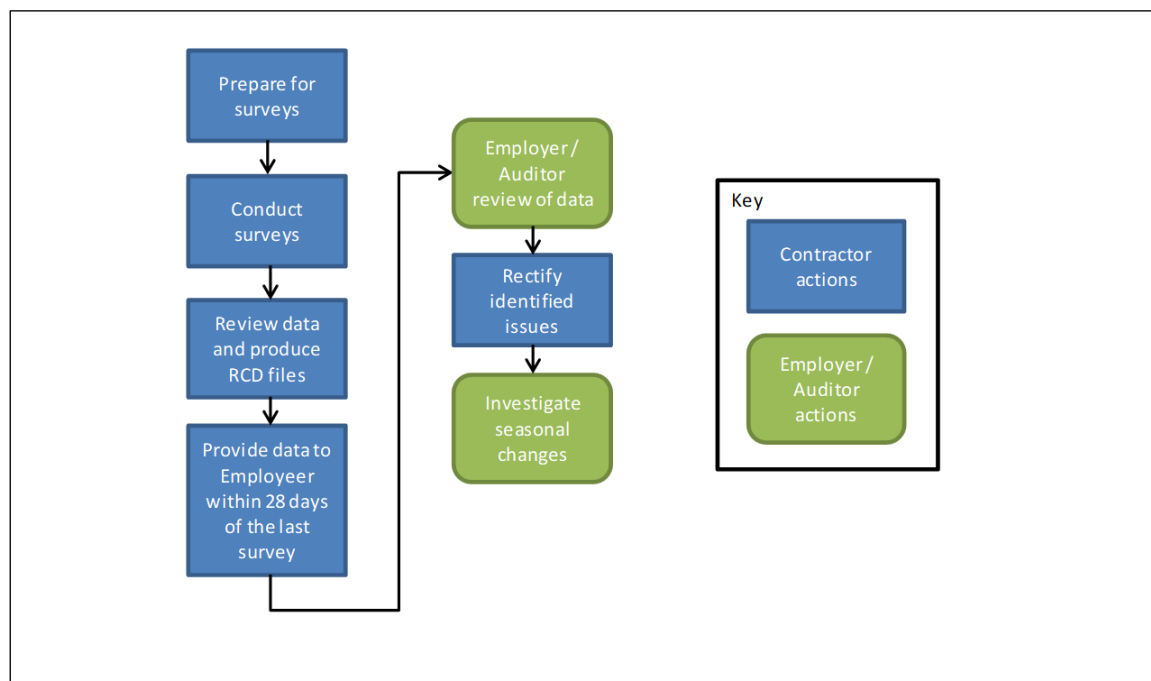 Prepare for
surveys
Conduct
surveys
Review data
and produce
RCD files
Provide data to
Employeer
within 28 days
of the last
survey
Employer /
Auditor
review of data
Rectify
identified
issues
Investigate
seasonal
changes
Key
Contractor
actions
Employer /
Auditor
actions